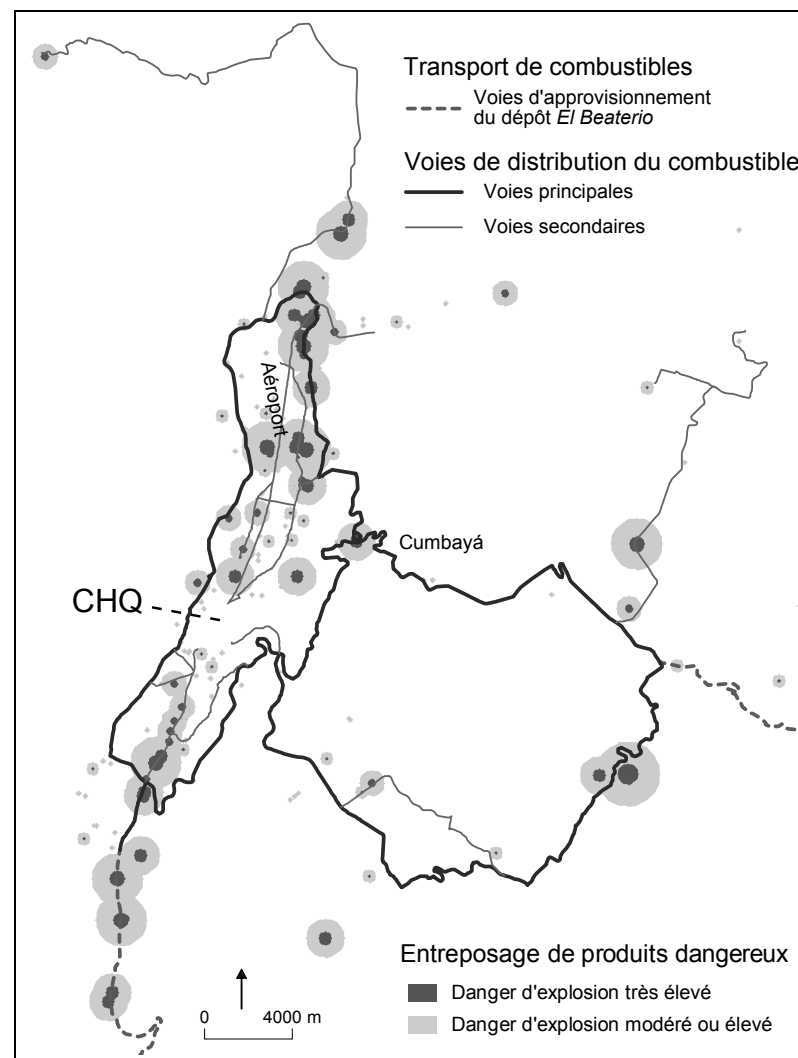 Transport de combustibles
Voies d'approvisionnement
du dépôt El Beaterio
Voies de distribution du combustible
Voies principales
Voies secondaires
Aéroport
Cumbayá
CHQ
Entreposage de produits dangereux
Danger d'explosion très élevé
Danger d'explosion modéré ou élevé
0 4000 m